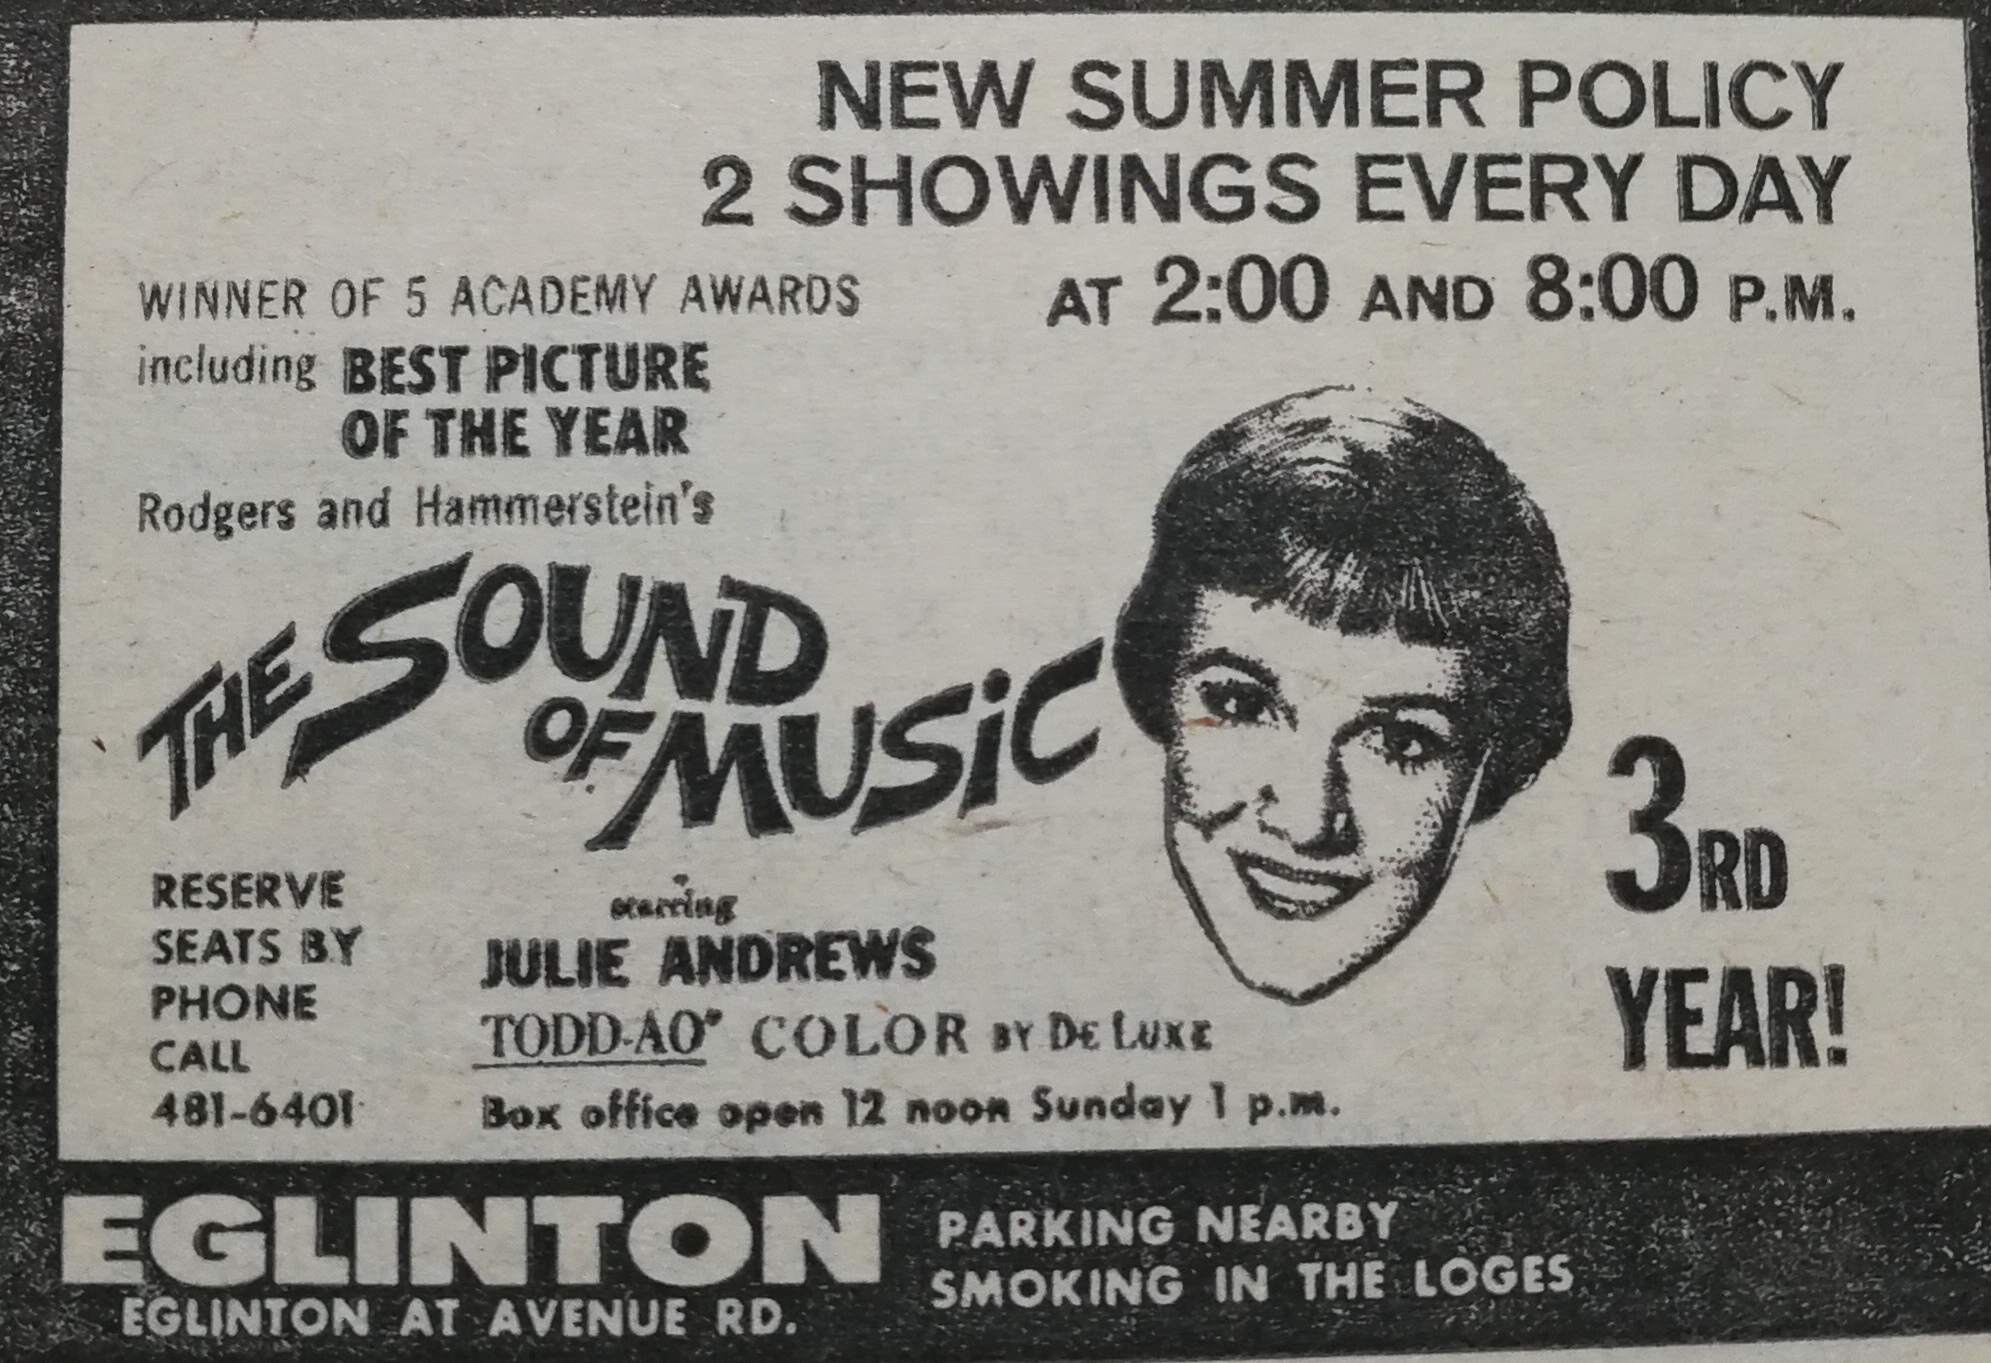 NEW SUMMER POLICY
2 SHOWINGS EVERY DAY
AT 2:00 AND 8:00 P.M.
WINNER OF 5 ACADEMY AWARDS
including BEST PICTURE
OF THE YEAR
Rodgers and Hammerstein's
THE SOUND
OF MUSIC
3RD
YEAR!
RESERVE
SEATS BY
PHONE
CALL
481-6401
starring
JULIE ANDREWS
TODD-AO® COLOR BY DE LUXE
Box office open 12 noon Sunday 1 p.m.
EGLINTON
EGLINTON AT AVENUE RD.
PARKING NEARBY
SMOKING IN THE LOGES